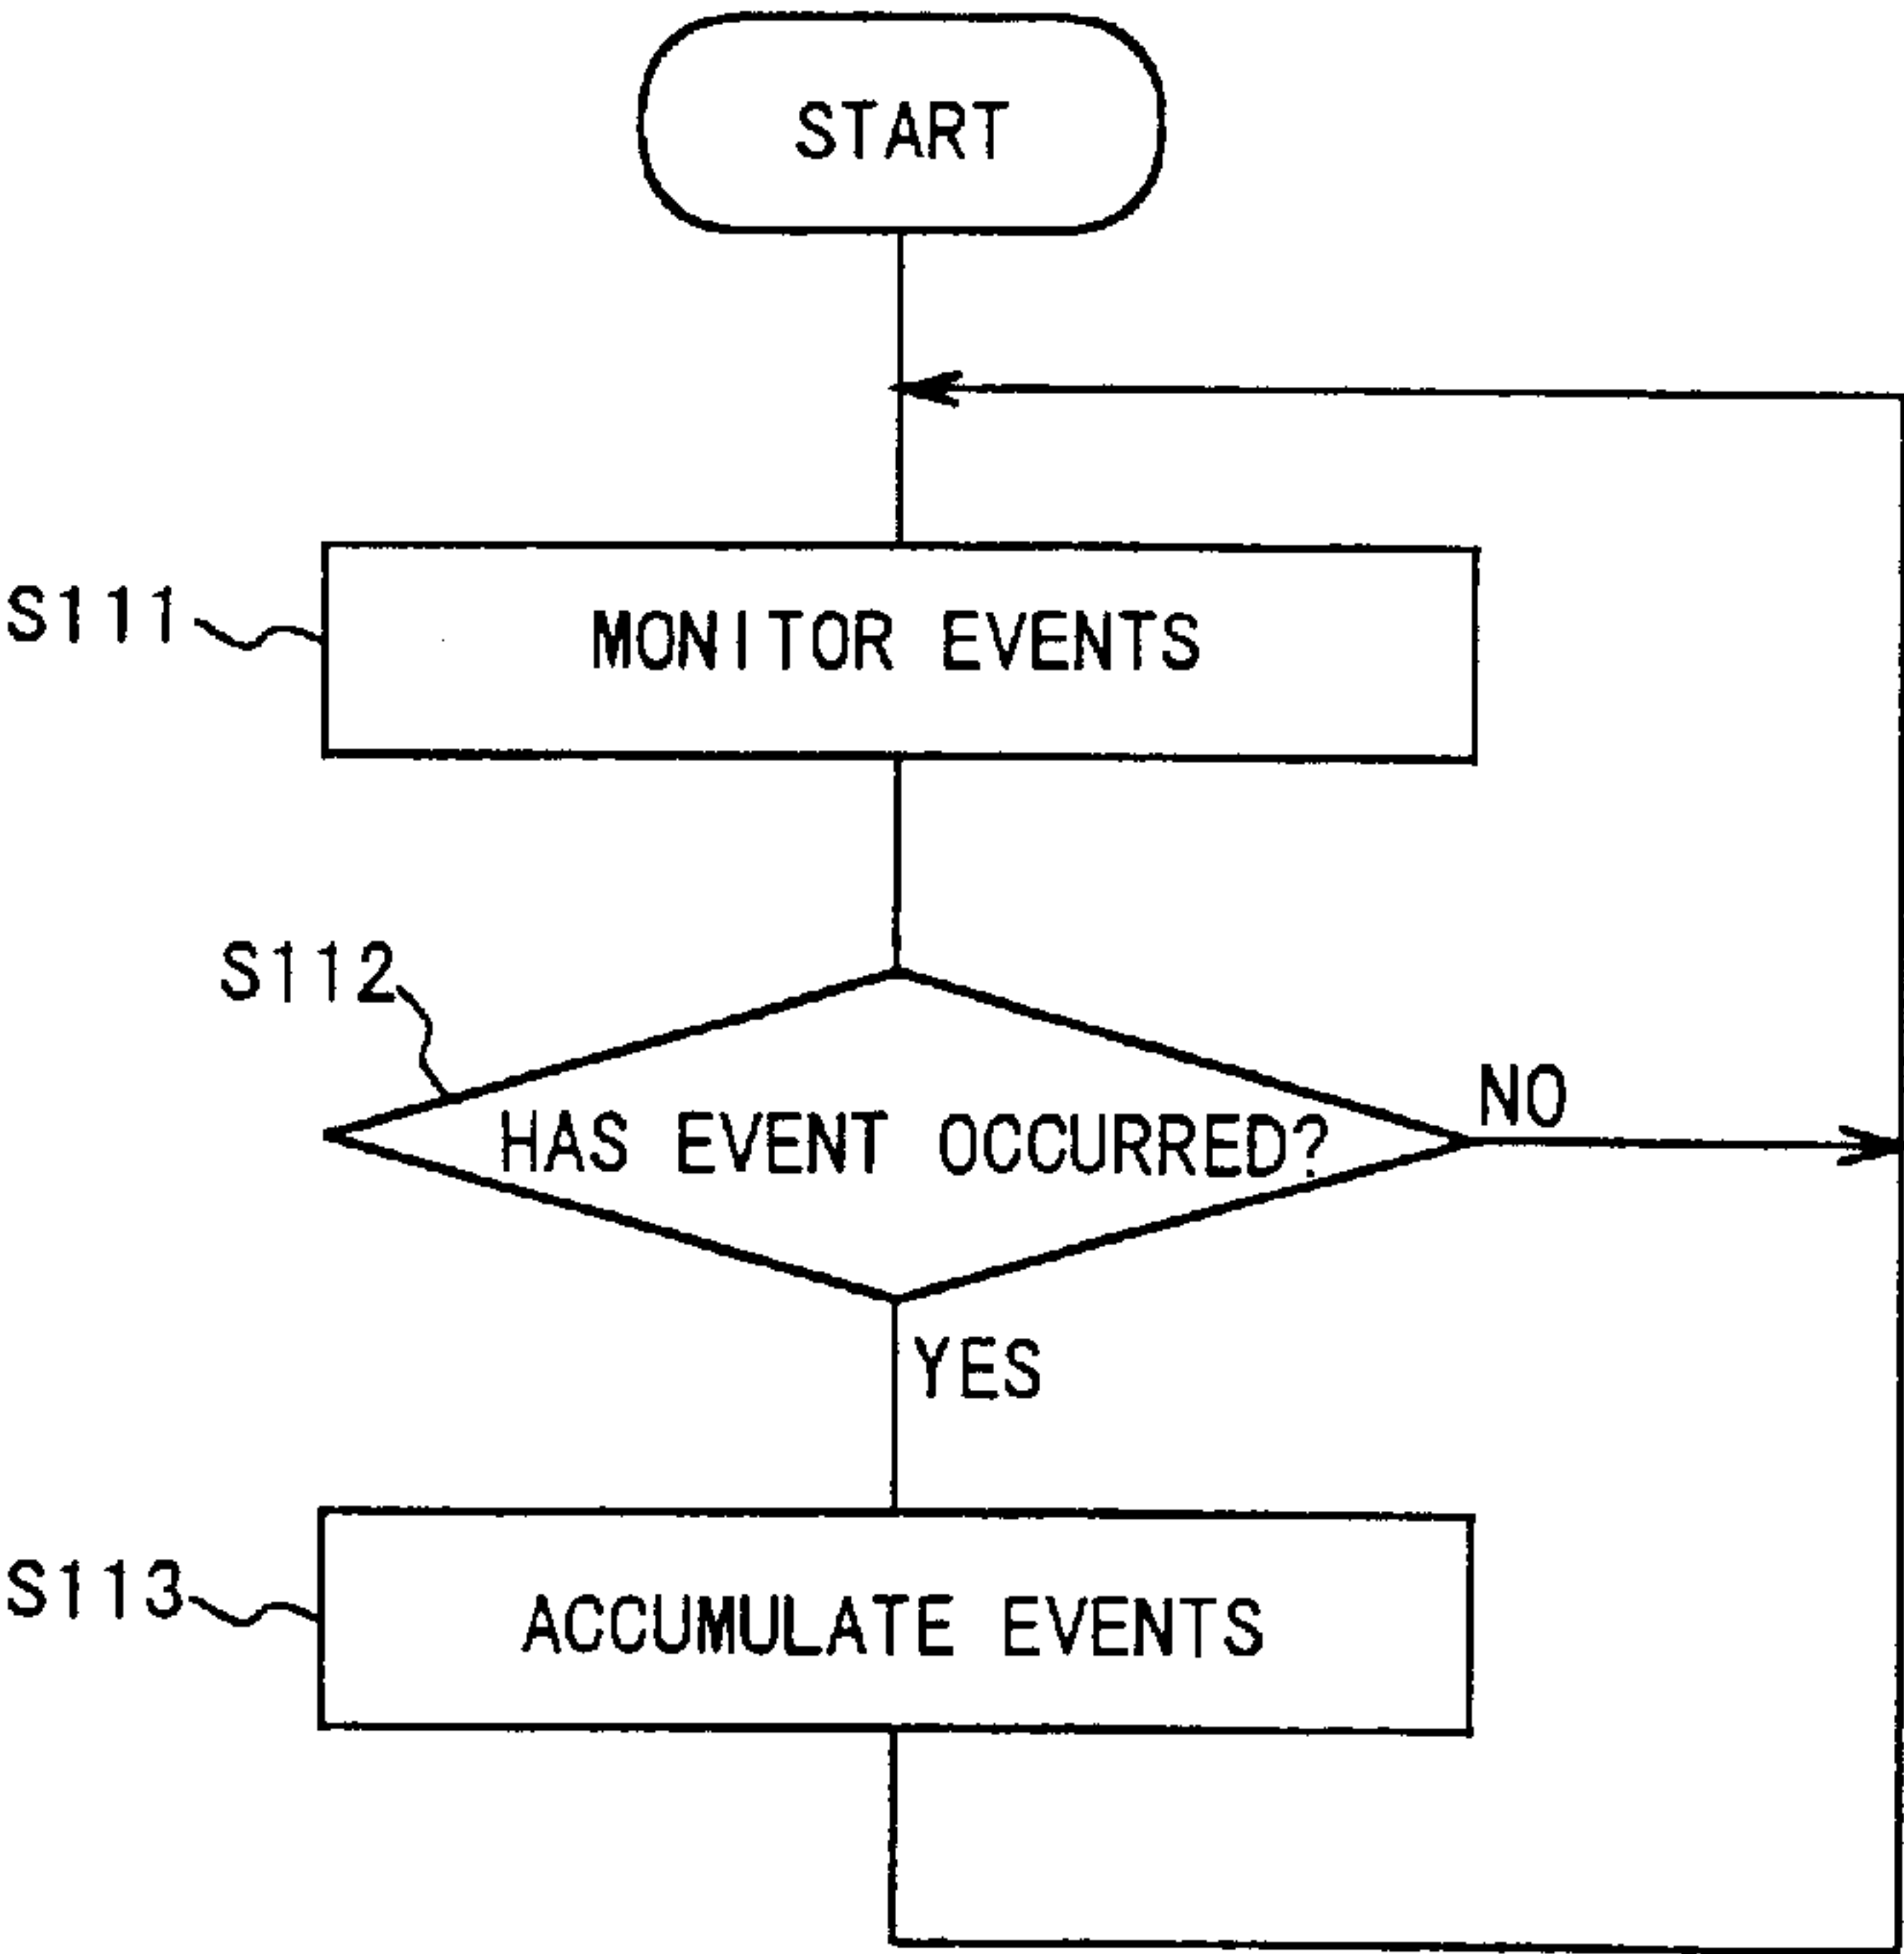 START
S111
MONITOR EVENTS
S112
HAS EVENT OCCURRED?
NO
YES
S113
ACCUMULATE EVENTS